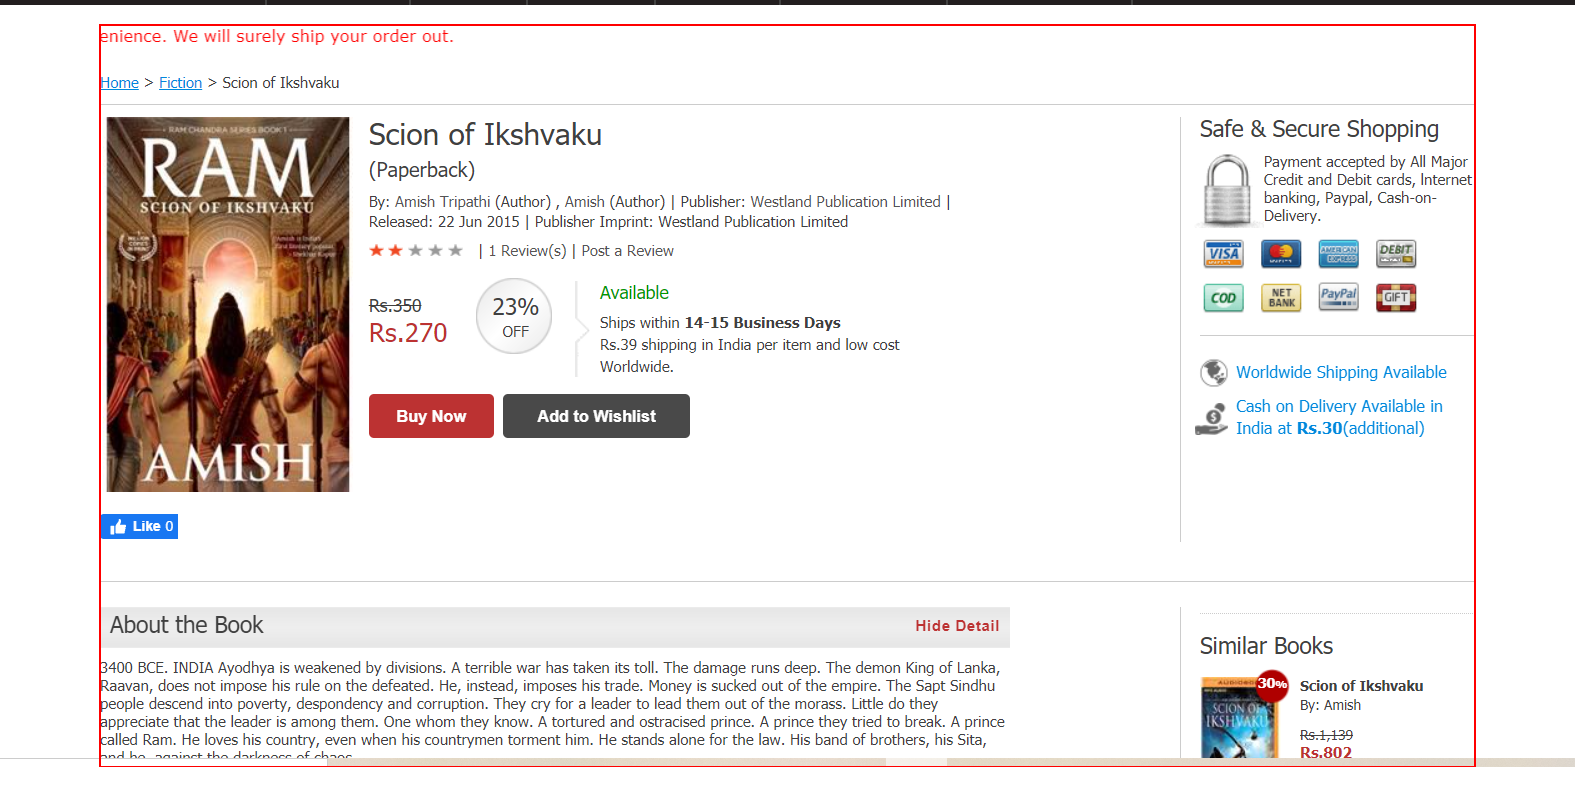 enience. We will surely ship your order out.
Home > Fiction > Scion of Ikshvaku
RAM CHANDRA SERIES BOOK 1
RAM
SCION OF IKSHVAKU
AMISH
Like 0
Scion of Ikshvaku
(Paperback)
By: Amish Tripathi (Author) , Amish (Author) | Publisher: Westland Publication Limited |
Released: 22 Jun 2015 | Publisher Imprint: Westland Publication Limited
| 1 Review(s) | Post a Review
Rs.350
Rs.270
23%
OFF
Available
Ships within 14-15 Business Days
Rs.39 shipping in India per item and low cost
Worldwide.
Buy Now
Add to Wishlist
Safe & Secure Shopping
Payment accepted by All Major
Credit and Debit cards, Internet
banking, Paypal, Cash-on-
Delivery.
VISA
AMERICAN EXPRESS
DEBIT
COD
NET
BANK
PayPal
GIFT
Worldwide Shipping Available
Cash on Delivery Available in
India at Rs.30(additional)
About the Book
Hide Detail
3400 BCE. INDIA Ayodhya is weakened by divisions. A terrible war has taken its toll. The damage runs deep. The demon King of Lanka,
Raavan, does not impose his rule on the defeated. He, instead, imposes his trade. Money is sucked out of the empire. The Sapt Sindhu
people descend into poverty, despondency and corruption. They cry for a leader to lead them out of the morass. Little do they
appreciate that the leader is among them. One whom they know. A tortured and ostracised prince. A prince they tried to break. A prince
called Ram. He loves his country, even when his countrymen torment him. He stands alone for the law. His band of brothers, his Sita,
and he, against the darkness of chaos.
Similar Books
AUDIOBOOK
30%
SCION OF
IKSHVAKU
Scion of Ikshvaku
By: Amish
Rs.1,139
Rs.802